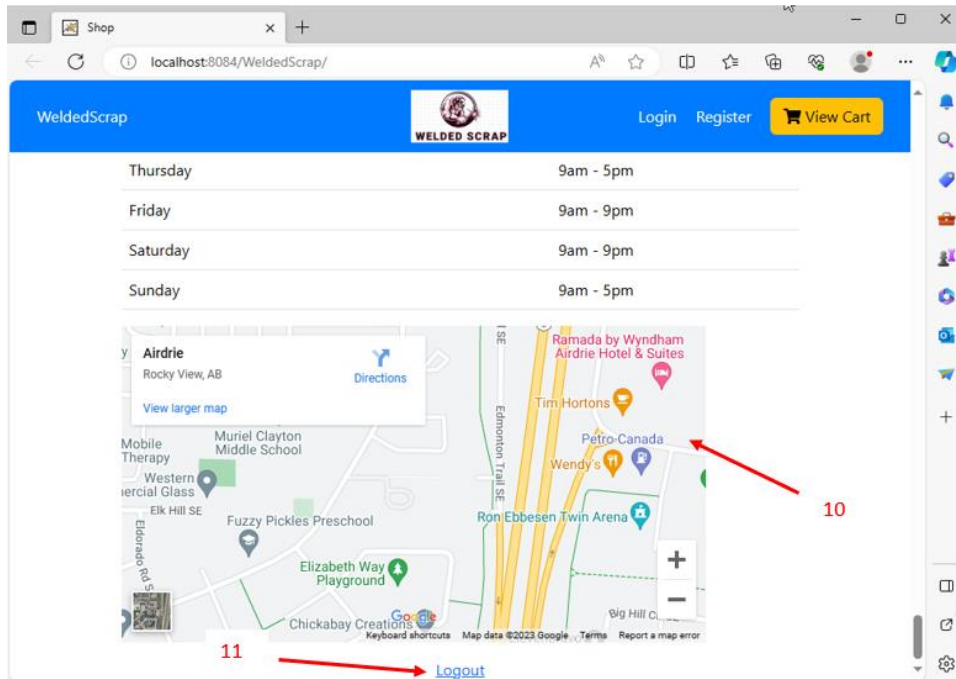 Shop
localhost:8084/WeldedScrap/
WeldedScrap
WELDED SCRAP
Login Register View Cart
Thursday 9am - 5pm
Friday 9am - 9pm
Saturday 9am - 9pm
Sunday 9am - 5pm
Airdrie
Rocky View, AB
Directions
View larger map
SE
Ramada by Wyndham
Airdrie Hotel & Suites
Tim Hortons
Edmonton Trail SE
Petro-Canada
Wendy's
Mobile
Therapy
Muriel Clayton
Middle School
Western
ercial Glass
Elk Hill SE
Eldorado Rd S
Fuzzy Pickles Preschool
Ron Ebbesen Twin Arena
10
Elizabeth Way
Playground
Chickabay Creations
Google
Big Hill
Keyboard shortcuts Map data ©2023 Google Terms Report a map error
11
Logout